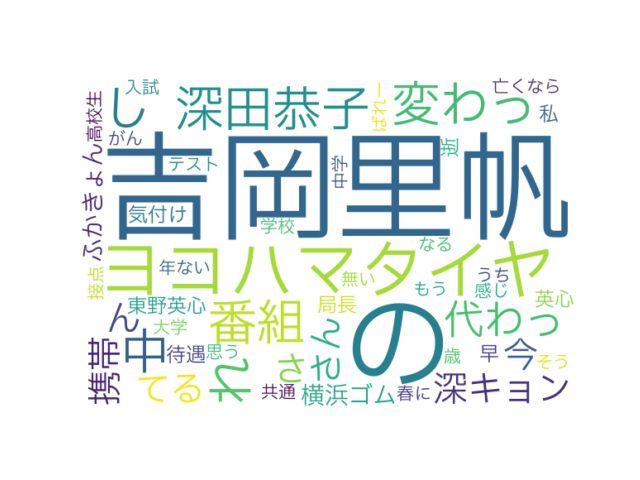 入試
亡くなら
し
深田恭子
変わっ
ばれー
私
高校生
がん
吉岡里帆
テスト
中学
ふかきょん
気付け
学校
ヨコハマタイヤ
なる
接点
年ない
無い
もう
うち
感じ
東野英心
番組
局長
の
代わっ
英心
ん
大学
携帯
中
待遇
思う
れ
され
ん
歳
早
今
そう
てる
共通
横浜ゴム
春に
深キョン